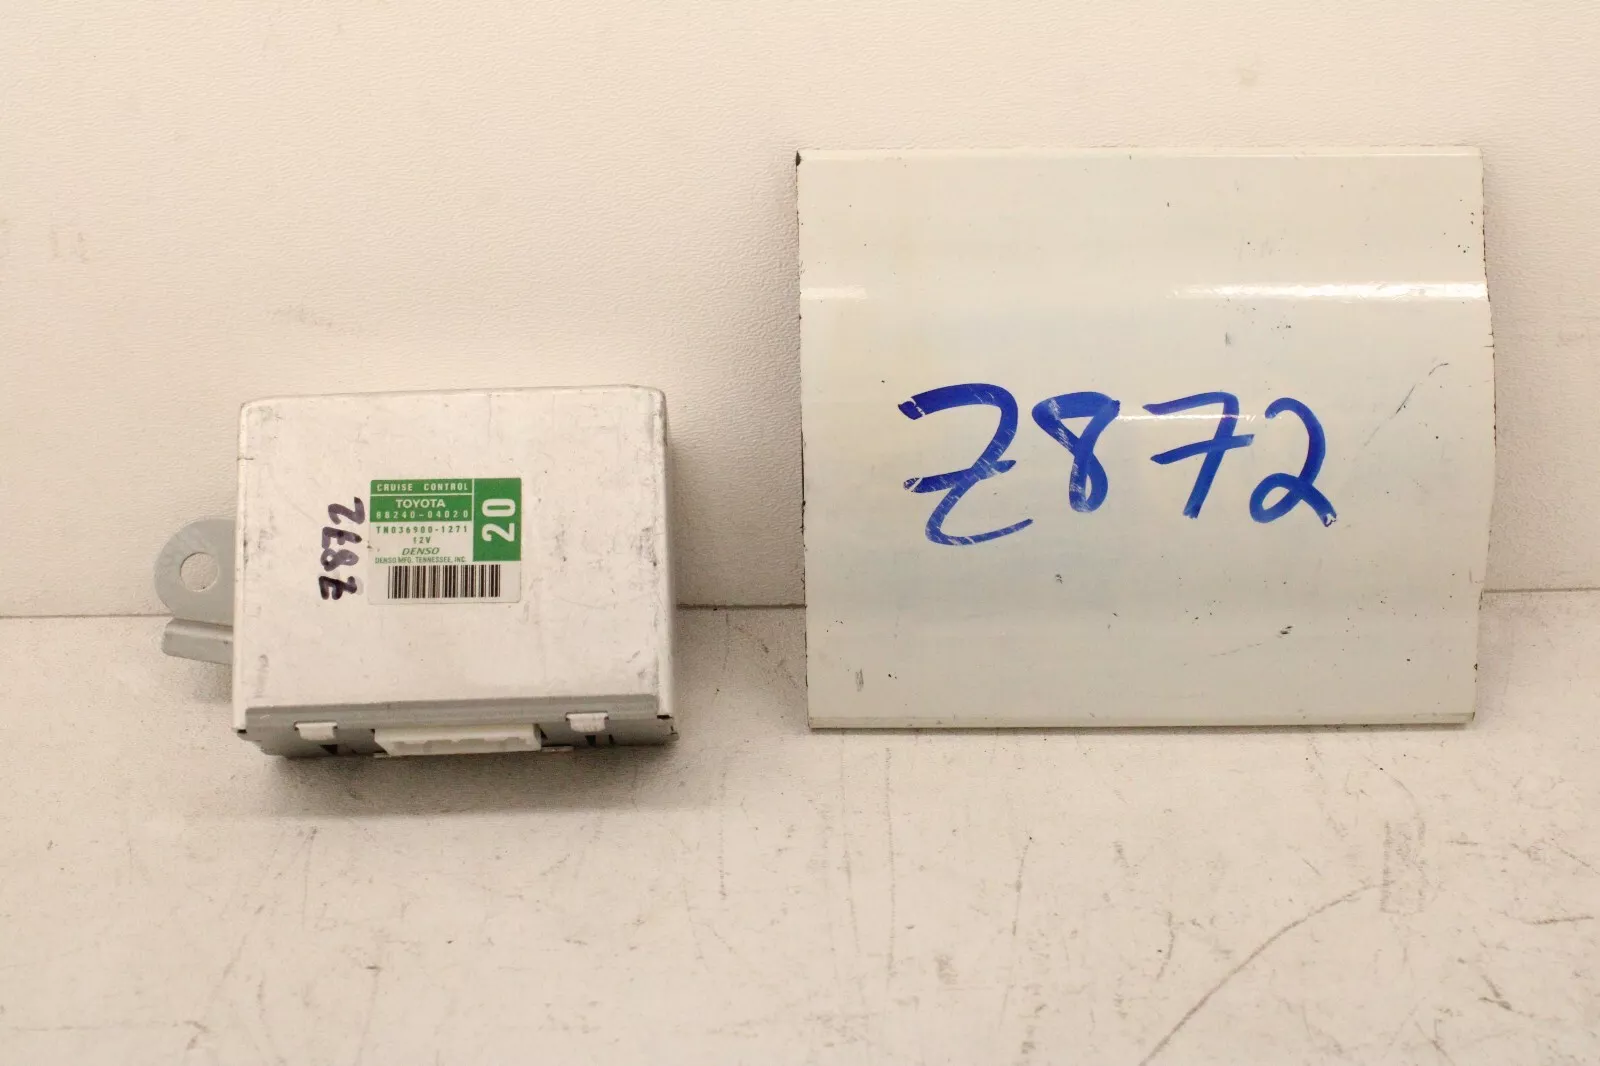 CRUISE CONTROL
TOYOTA
88240-04020
TN036900-1271
12V
DENSO
DENSO MFG. TENNESSEE, INC
20
Z872
Z872